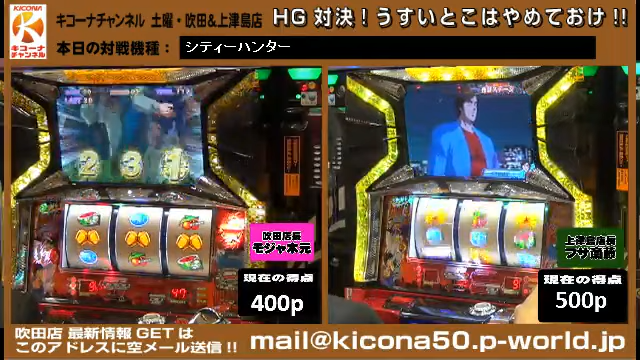 KICONA
キコーナ
チャンネル
キコーナチャンネル 土曜・吹田&上津島店
HG対決!うすいとこはやめておけ!!
本日の対戦機種: シティーハンター
2 3 1
吹田店長
モジャ木元
現在の得点
400p
上津島店長
現在の得点
500p
吹田店 最新情報GETは
このアドレスに空メール送信!!
mail@kicona50.p-world.jp